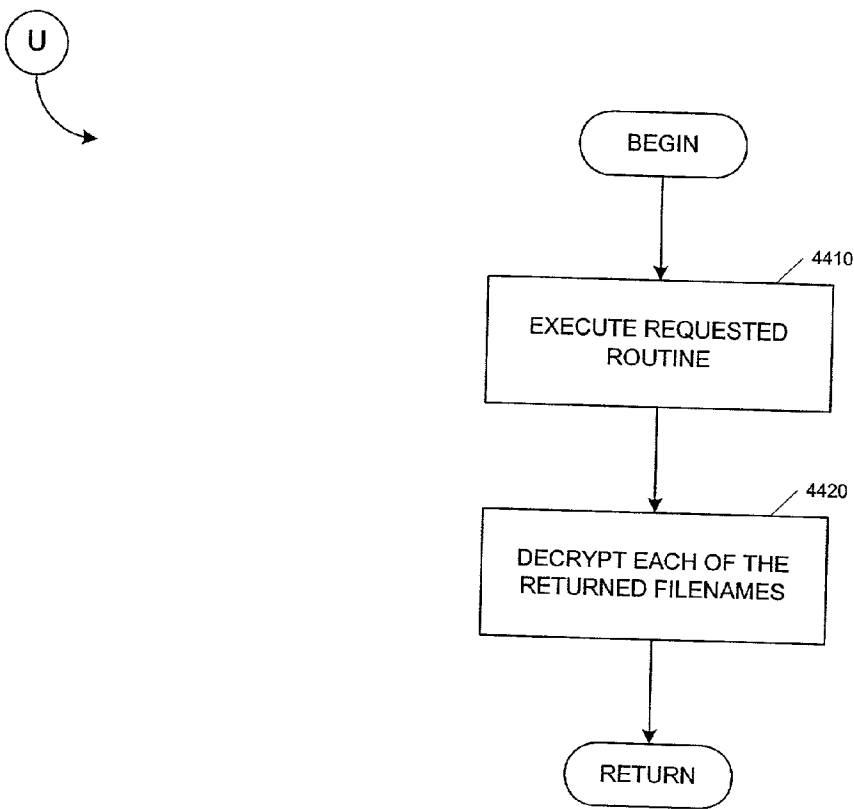 U
BEGIN
4410
EXECUTE REQUESTED
ROUTINE
4420
DECRYPT EACH OF THE
RETURNED FILENAMES
RETURN